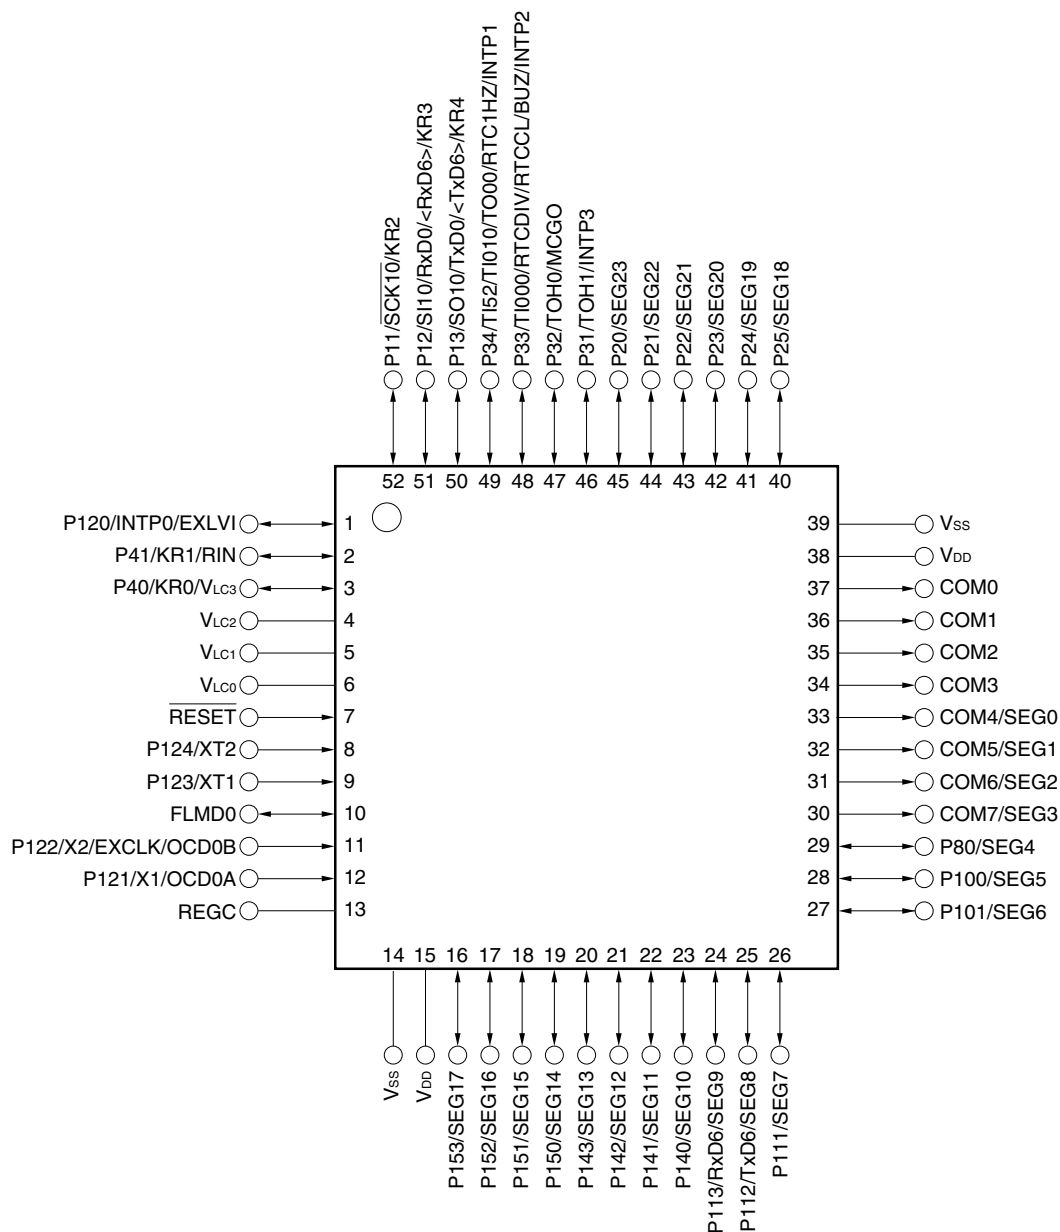 P11/SCK10/KR2
P12/SI10/RxD0/<RxD6>/KR3
P13/SO10/TxD0/<TxD6>/KR4
P34/TI52/TI010/TO00/RTC1HZ/INTP1
P33/TI000/RTCDIV/RTCCL/BUZ/INTP2
P32/TOH0/MCGO
P31/TOH1/INTP3
P20/SEG23
P21/SEG22
P22/SEG21
P23/SEG20
P24/SEG19
P25/SEG18
52 51 50 49 48 47 46 45 44 43 42 41 40
P120/INTP0/EXLVI 1
P41/KR1/RIN 2
P40/KR0/VLC3 3
VLC2 4
VLC1 5
VLC0 6
RESET 7
P124/XT2 8
P123/XT1 9
FLMD0 10
P122/X2/EXCLK/OCD0B 11
P121/X1/OCD0A 12
REGC 13
39 VSS
38 VDD
37 COM0
36 COM1
35 COM2
34 COM3
33 COM4/SEG0
32 COM5/SEG1
31 COM6/SEG2
30 COM7/SEG3
29 P80/SEG4
28 P100/SEG5
27 P101/SEG6
14 15 16 17 18 19 20 21 22 23 24 25 26
VSS
VDD
P153/SEG17
P152/SEG16
P151/SEG15
P150/SEG14
P143/SEG13
P142/SEG12
P141/SEG11
P140/SEG10
P113/RxD6/SEG9
P112/TxD6/SEG8
P111/SEG7